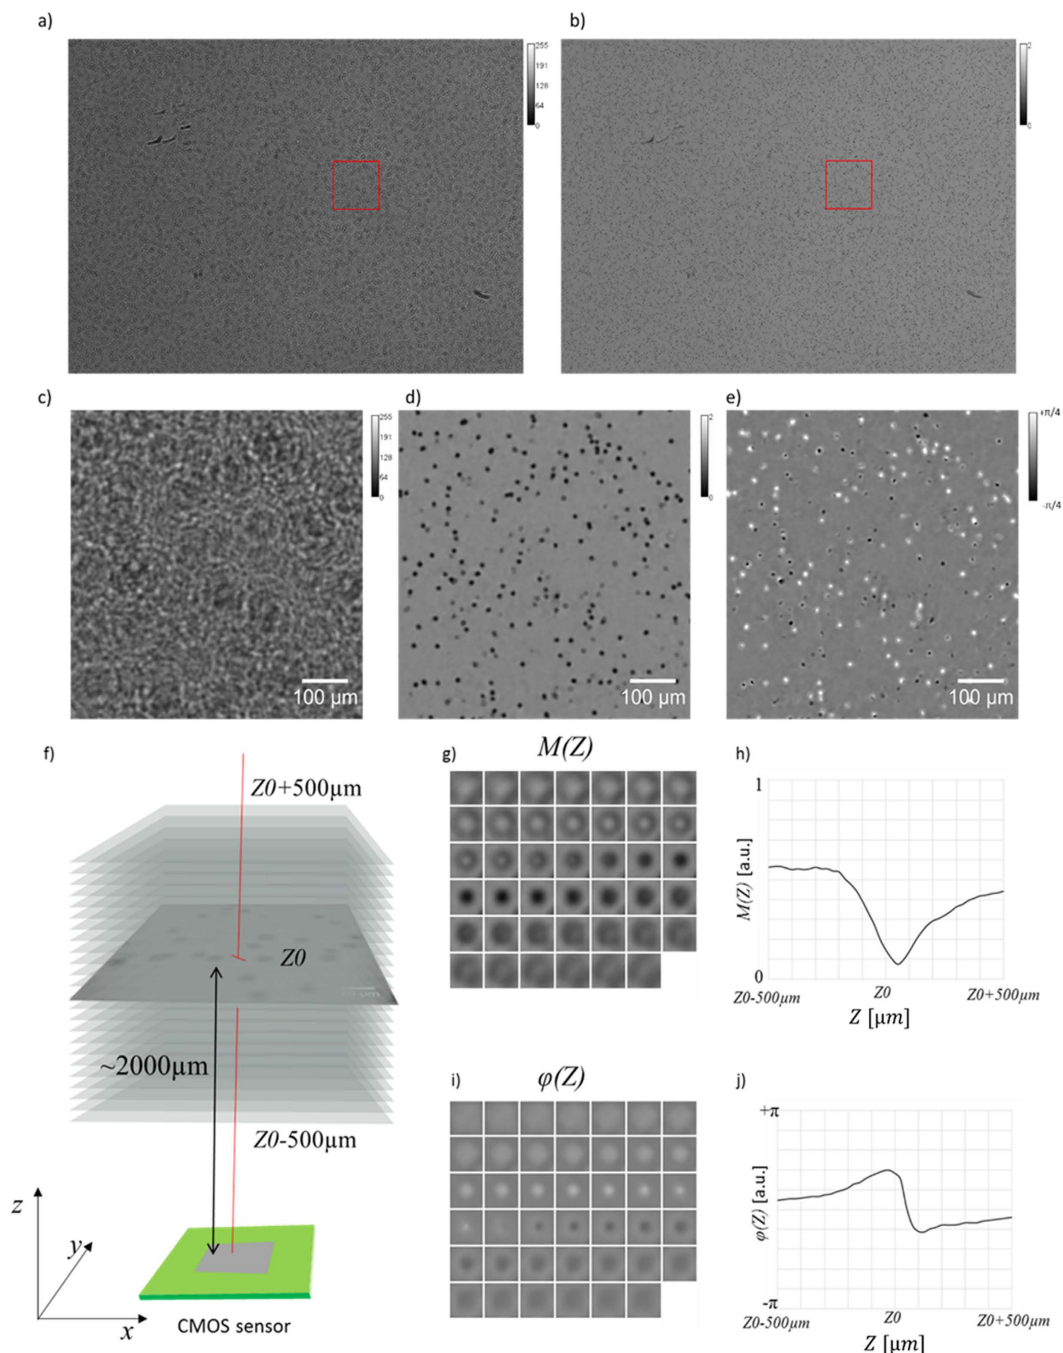 a)
b)
255
191
128
64
0
2
0
c)
d)
e)
255
191
128
64
0
2
0
+π/4
-π/4
100 µm
100 µm
100 µm
f)
g)
M(Z)
h)
Z0+500µm
Z0
~2000µm
Z0-500µm
z
y
x
CMOS sensor
1
M(Z) [a.u.]
0
Z0-500µm
Z0
Z0+500µm
Z [µm]
i)
φ(Z)
j)
+π
φ(Z) [a.u.]
-π
Z0-500µm
Z0
Z0+500µm
Z [µm]